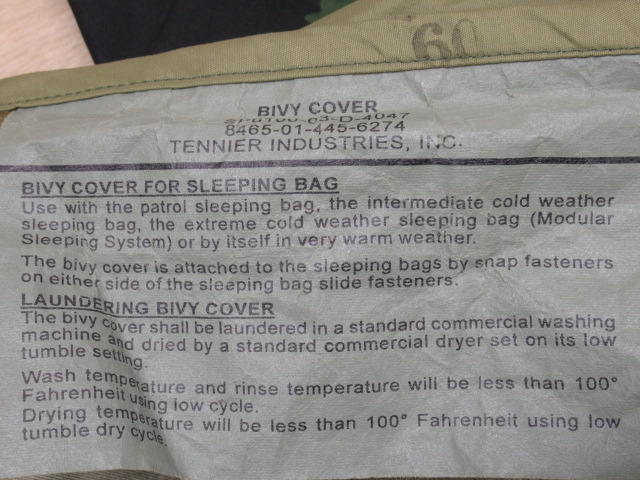 60
BIVY COVER
SP0100-03-D-4047
8465-01-445-6274
TENNIER INDUSTRIES, INC.
BIVY COVER FOR SLEEPING BAG
Use with the patrol sleeping bag, the intermediate cold weather
sleeping bag, the extreme cold weather sleeping bag (Modular
Sleeping System) or by itself in very warm weather.
The bivy cover is attached to the sleeping bags by snap fasteners
on either side of the sleeping bag slide fasteners.
LAUNDERING BIVY COVER
The bivy cover shall be laundered in a standard commercial washing
machine and dried by a standard commercial dryer set on its low
tumble setting.
Wash temperature and rinse temperature will be less than 100°
Fahrenheit using low cycle.
Drying temperature will be less than 100° Fahrenheit using low
tumble dry cycle.